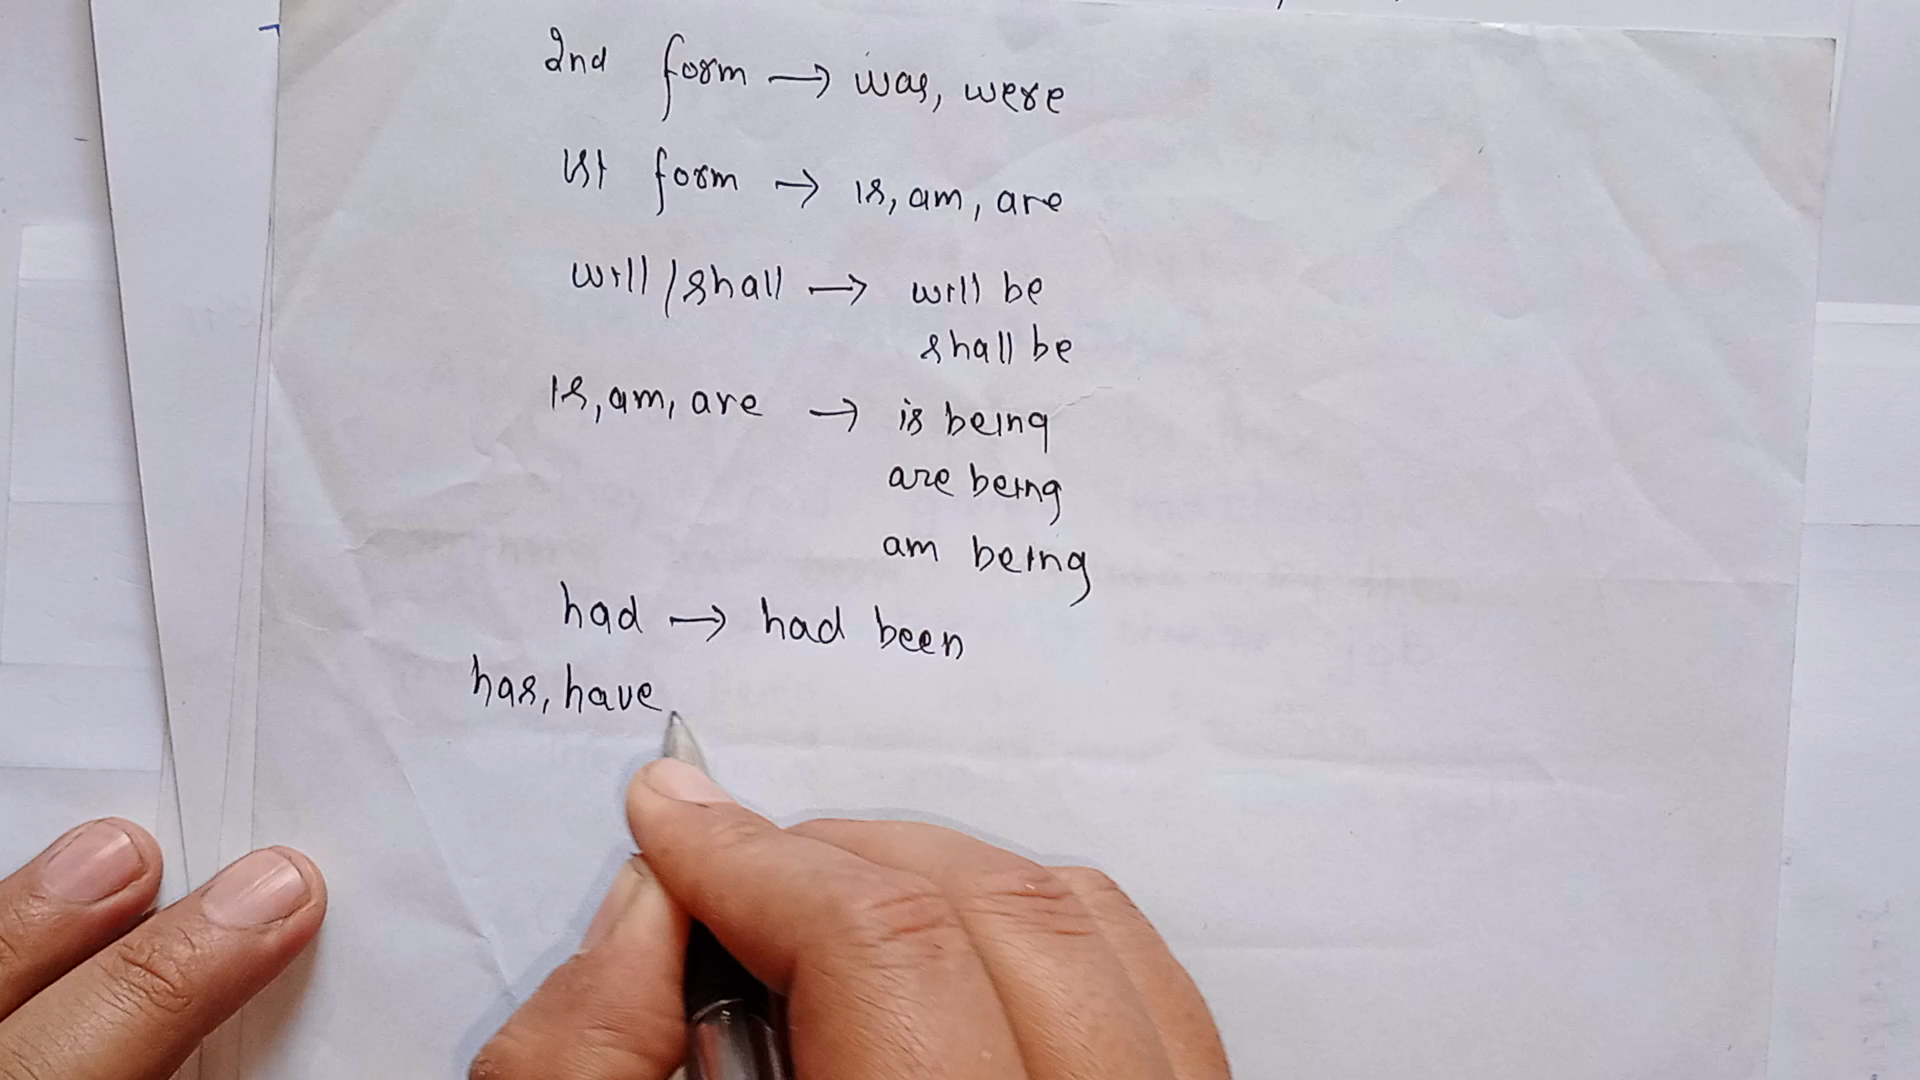 2nd form → was, were
1st form → is, am, are
will/shall → will be
shall be
is, am, are → is being
are being
am being
had → had been
has, have